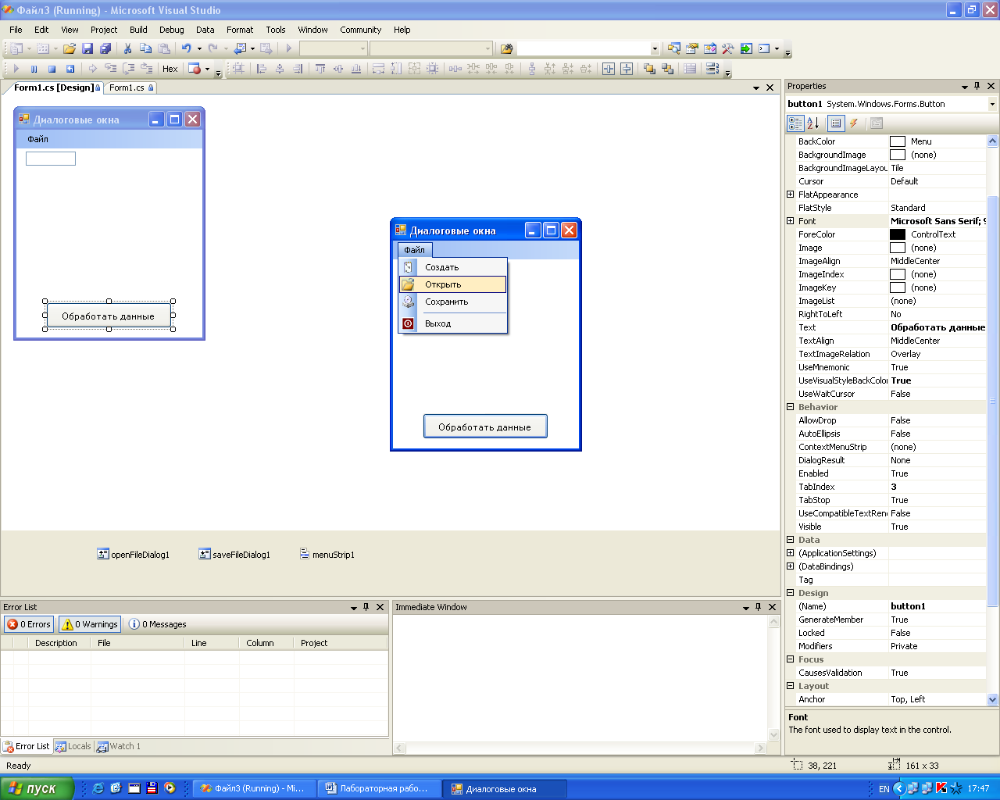 Файл3 (Running) - Microsoft Visual Studio
File Edit View Project Build Debug Data Format Tools Window Community Help
Hex
Form1.cs [Design] Form1.cs
Диалоговые окна
Файл
Обработать данные
Диалоговые окна
Файл
Создать
Открыть
Сохранить
Выход
Обработать данные
openFileDialog1 saveFileDialog1 menuStrip1
Error List
0 Errors 0 Warnings 0 Messages
Description File Line Column Project
Error List Locals Watch 1
Immediate Window
Properties
button1 System.Windows.Forms.Button
BackColor Menu
BackgroundImage (none)
BackgroundImageLayou Tile
Cursor Default
FlatAppearance
FlatStyle Standard
Font Microsoft Sans Serif; 9
ForeColor ControlText
Image (none)
ImageAlign MiddleCenter
ImageIndex (none)
ImageKey (none)
ImageList (none)
RightToLeft No
Text Обработать данные
TextAlign MiddleCenter
TextImageRelation Overlay
UseMnemonic True
UseVisualStyleBackColor True
UseWaitCursor False
Behavior
AllowDrop False
AutoEllipsis False
ContextMenuStrip (none)
DialogResult None
Enabled True
TabIndex 3
TabStop True
UseCompatibleTextRen False
Visible True
Data
(ApplicationSettings)
(DataBindings)
Tag
Design
(Name) button1
GenerateMember True
Locked False
Modifiers Private
Focus
CausesValidation True
Layout
Anchor Top, Left
Font
The font used to display text in the control.
Ready 38, 221 161 x 33
пуск Файл3 (Running) - Mi... Лабораторная рабо... Диалоговые окна EN 17:47